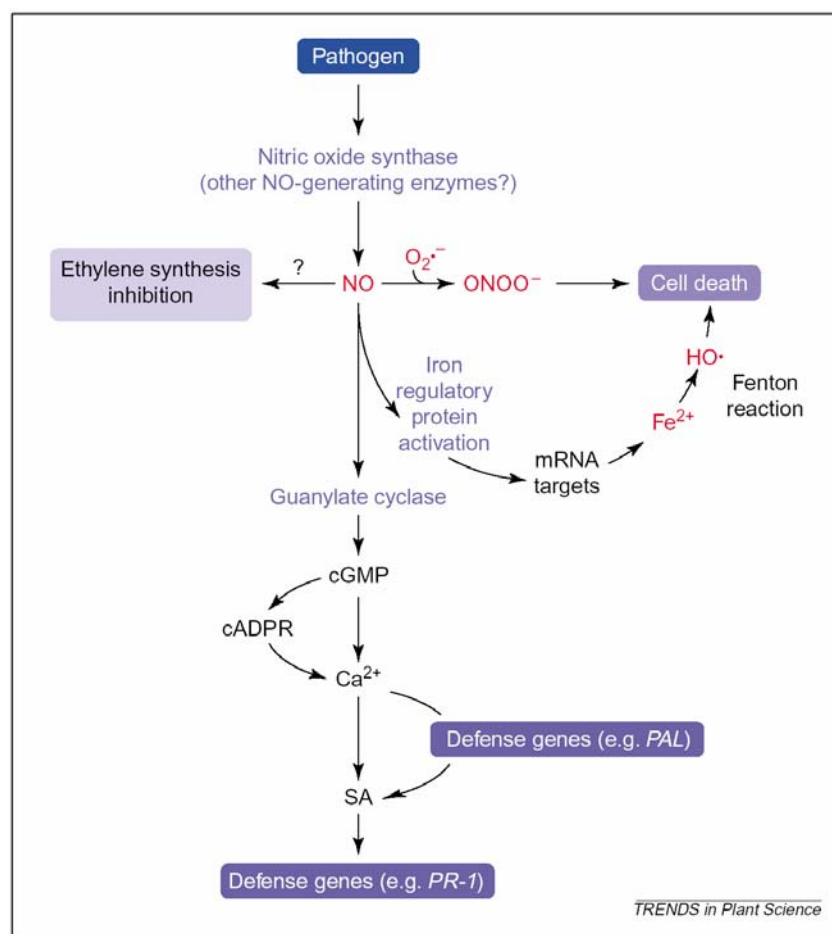 Pathogen
Nitric oxide synthase
(other NO-generating enzymes?)
Ethylene synthesis
inhibition
?
NO
O₂•⁻
ONOO⁻
Cell death
HO•
Fenton
reaction
Fe²⁺
Iron
regulatory
protein
activation
mRNA
targets
Guanylate cyclase
cGMP
cADPR
Ca²⁺
Defense genes (e.g. PAL)
SA
Defense genes (e.g. PR-1)
TRENDS in Plant Science